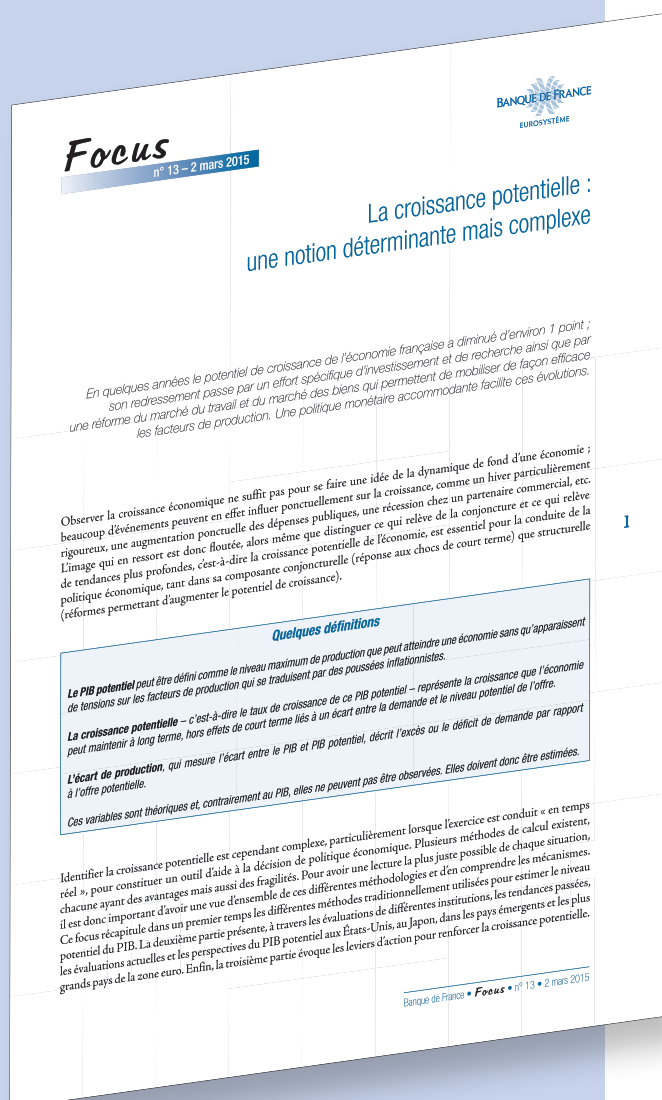 BANQUE DE FRANCE
EUROSYSTÈME
Focus
n° 13 – 2 mars 2015
La croissance potentielle :
une notion déterminante mais complexe
En quelques années le potentiel de croissance de l'économie française a diminué d'environ 1 point ;
son redressement passe par un effort spécifique d'investissement et de recherche ainsi que par
une réforme du marché du travail et du marché des biens qui permettent de mobiliser de façon efficace
les facteurs de production. Une politique monétaire accommodante facilite ces évolutions.
Observer la croissance économique ne suffit pas pour se faire une idée de la dynamique de fond d'une économie ;
beaucoup d'événements peuvent en effet influer ponctuellement sur la croissance, comme un hiver particulièrement
rigoureux, une augmentation ponctuelle des dépenses publiques, une récession chez un partenaire commercial, etc.
L'image qui en ressort est donc floutée, alors même que distinguer ce qui relève de la conjoncture et ce qui relève
de tendances plus profondes, c'est-à-dire la croissance potentielle de l'économie, est essentiel pour la conduite de la
politique économique, tant dans sa composante conjoncturelle (réponse aux chocs de court terme) que structurelle
(réformes permettant d'augmenter le potentiel de croissance).
1
Quelques définitions
Le PIB potentiel peut être défini comme le niveau maximum de production que peut atteindre une économie sans qu'apparaissent
de tensions sur les facteurs de production qui se traduisent par des poussées inflationnistes.
La croissance potentielle – c'est-à-dire le taux de croissance de ce PIB potentiel – représente la croissance que l'économie
peut maintenir à long terme, hors effets de court terme liés à un écart entre la demande et le niveau potentiel de l'offre.
L'écart de production, qui mesure l'écart entre le PIB et PIB potentiel, décrit l'excès ou le déficit de demande par rapport
à l'offre potentielle.
Ces variables sont théoriques et, contrairement au PIB, elles ne peuvent pas être observées. Elles doivent donc être estimées.
Identifier la croissance potentielle est cependant complexe, particulièrement lorsque l'exercice est conduit « en temps
réel », pour constituer un outil d'aide à la décision de politique économique. Plusieurs méthodes de calcul existent,
chacune ayant des avantages mais aussi des fragilités. Pour avoir une lecture la plus juste possible de chaque situation,
il est donc important d'avoir une vue d'ensemble de ces différentes méthodologies et d'en comprendre les mécanismes.
Ce focus récapitule dans un premier temps les différentes méthodes traditionnellement utilisées pour estimer le niveau
potentiel du PIB. La deuxième partie présente, à travers les évaluations de différentes institutions, les tendances passées,
les évaluations actuelles et les perspectives du PIB potentiel aux États-Unis, au Japon, dans les pays émergents et les plus
grands pays de la zone euro. Enfin, la troisième partie évoque les leviers d'action pour renforcer la croissance potentielle.
Banque de France • Focus • n° 13 • 2 mars 2015